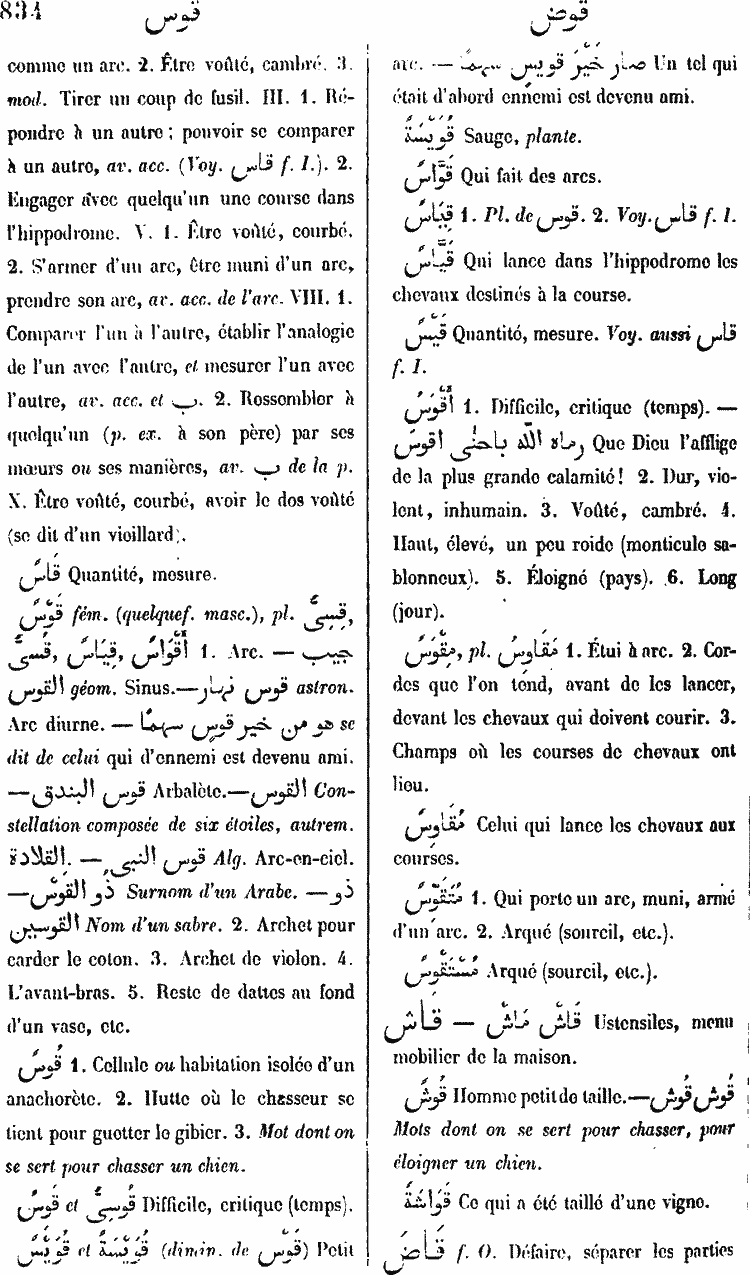 834
قوس
قوض
comme un arc. 2. Être voûté, cambré. 3.
mod. Tirer un coup de fusil. III. 1. Ré-
pondre à un autre; pouvoir se comparer
à un autre, av. acc. (Voy. قاس f. I.). 2.
Engager avec quelqu'un une course dans
l'hippodrome. V. 1. Être voûté, courbé.
2. S'armer d'un arc, être muni d'un arc,
prendre son arc, av. acc. de l'arc. VIII. 1.
Comparer l'un à l'autre, établir l'analogie
de l'un avec l'autre, et mesurer l'un avec
l'autre, av. acc. et ب. 2. Ressembler à
quelqu'un (p. ex. à son père) par ses
mœurs ou ses manières, av. ب de la p.
X. Être voûté, courbé, avoir le dos voûté
(se dit d'un vieillard).
قَاسٌ Quantité, mesure.
قَوْسٌ fém. (quelquef. masc.), pl. قِسِىٌّ,
قُسِىٌّ, قِيَاسٌ, أَقْوَاسٌ 1. Arc. — جيب
القوس géom. Sinus.—قوس نهار astron.
Arc diurne. — هو من خير قويس سهمًا se
dit de celui qui d'ennemi est devenu ami.
—قوس البندق Arbalète.—القوس Con-
stellation composée de six étoiles, autrem.
القلادة. — قوس النبى Alg. Arc-en-ciel.
—ذو القوس Surnom d'un Arabe. —ذو
القوسين Nom d'un sabre. 2. Archet pour
carder le coton. 3. Archet de violon. 4.
L'avant-bras. 5. Reste de dattes au fond
d'un vase, etc.
قُوسٌ 1. Cellule ou habitation isolée d'un
anachorète. 2. Hutte où le chasseur se
tient pour guetter le gibier. 3. Mot dont on
se sert pour chasser un chien.
قَوِسٌ et قُوسِىٌّ Difficile, critique (temps).
قُوَيْسٌ et قُوَيْسَةٌ (dimin. de قَوْسٌ) Petit
arc. — صار خَيْرَ قويس سهمًا Un tel qui
était d'abord ennemi est devenu ami.
قُوَيْسَةٌ Sauge, plante.
قَوَّاسٌ Qui fait des arcs.
قِيَاسٌ 1. Pl. de قوس. 2. Voy. قاس f. I.
قَيَّاسٌ Qui lance dans l'hippodrome les
chevaux destinés à la course.
قَيْسٌ Quantité, mesure. Voy. aussi قاس
f. I.
أَقْوَسُ 1. Difficile, critique (temps). —
رماه الله باحنى اقوس Que Dieu l'afflige
de la plus grande calamité! 2. Dur, vio-
lent, inhumain. 3. Voûté, cambré. 4.
Haut, élevé, un peu roide (monticule sa-
blonneux). 5. Éloigné (pays). 6. Long
(jour).
مِقْوَسٌ, pl. مَقَاوِسُ 1. Étui à arc. 2. Cor-
des que l'on tend, avant de les lancer,
devant les chevaux qui doivent courir. 3.
Champs où les courses de chevaux ont
lieu.
مُقَاوِسٌ Celui qui lance les chevaux aux
courses.
مُتَقَوِّسٌ 1. Qui porte un arc, muni, armé
d'un arc. 2. Arqué (sourcil, etc.).
مُسْتَقْوِسٌ Arqué (sourcil, etc.).
قاش — قَاشٌ مَاشٌ Ustensiles, menu
mobilier de la maison.
قُوشٌ Homme petit de taille.—قُوش قُوش
Mots dont on se sert pour chasser, pour
éloigner un chien.
قُوَاشَةٌ Ce qui a été taillé d'une vigne.
قَاضَ f. O. Défaire, séparer les parties